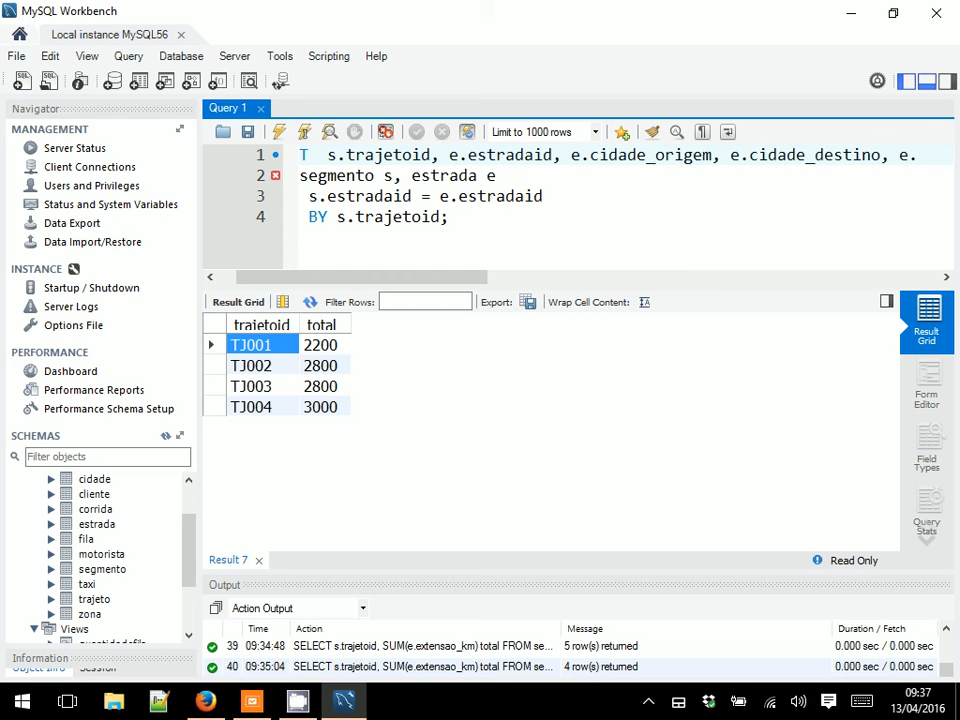 MySQL Workbench
Local instance MySQL56
File Edit View Query Database Server Tools Scripting Help
Navigator
MANAGEMENT
Server Status
Client Connections
Users and Privileges
Status and System Variables
Data Export
Data Import/Restore
INSTANCE
Startup / Shutdown
Server Logs
Options File
PERFORMANCE
Dashboard
Performance Reports
Performance Schema Setup
SCHEMAS
Filter objects
cidade
cliente
corrida
estrada
fila
motorista
segmento
taxi
trajeto
zona
Views
Information
Session
Query 1
Limit to 1000 rows
1 T s.trajetoid, e.estradaid, e.cidade_origem, e.cidade_destino, e.
2 segmento s, estrada e
3 s.estradaid = e.estradaid
4 BY s.trajetoid;
Result Grid Filter Rows: Export: Wrap Cell Content: IA
trajetoid total
TJ001 2200
TJ002 2800
TJ003 2800
TJ004 3000
Result Grid
Form Editor
Field Types
Query Stats
Result 7
Read Only
Output
Action Output
Time Action Message Duration / Fetch
39 09:34:48 SELECT s.trajetoid, SUM(e.extensao_km) total FROM se... 5 row(s) returned 0.000 sec / 0.000 sec
40 09:35:04 SELECT s.trajetoid, SUM(e.extensao_km) total FROM se... 4 row(s) returned 0.000 sec / 0.000 sec
09:37
13/04/2016